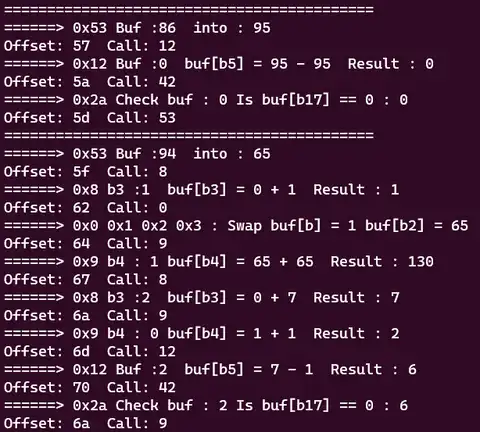 ===========================================
======> 0x53 Buf :86  into : 95
Offset: 57  Call: 12
======> 0x12 Buf :0  buf[b5] = 95 - 95  Result : 0
Offset: 5a  Call: 42
======> 0x2a Check buf : 0 Is buf[b17] == 0 : 0
Offset: 5d  Call: 53
===========================================
======> 0x53 Buf :94  into : 65
Offset: 5f  Call: 8
======> 0x8 b3 :1  buf[b3] = 0 + 1  Result : 1
Offset: 62  Call: 0
======> 0x0 0x1 0x2 0x3 : Swap buf[b] = 1 buf[b2] = 65
Offset: 64  Call: 9
======> 0x9 b4 : 1 buf[b4] = 65 + 65  Result : 130
Offset: 67  Call: 8
======> 0x8 b3 :2  buf[b3] = 0 + 7  Result : 7
Offset: 6a  Call: 9
======> 0x9 b4 : 0 buf[b4] = 1 + 1  Result : 2
Offset: 6d  Call: 12
======> 0x12 Buf :2  buf[b5] = 7 - 1  Result : 6
Offset: 70  Call: 42
======> 0x2a Check buf : 2 Is buf[b17] == 0 : 6
Offset: 6a  Call: 9